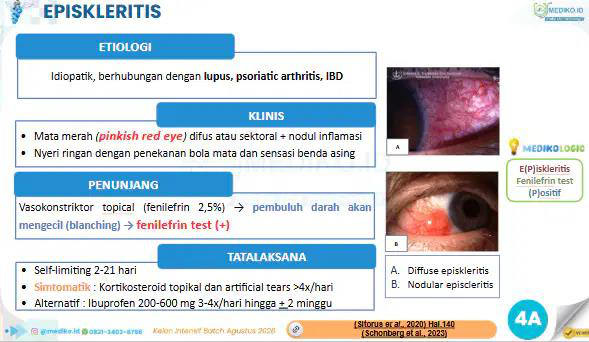 EPISKLERITIS
MEDIKO.ID
ETIOLOGI
Idiopatik, berhubungan dengan lupus, psoriatic arthritis, IBD
KLINIS
• Mata merah (pinkish red eye) difus atau sektoral + nodul inflamasi
• Nyeri ringan dengan penekanan bola mata dan sensasi benda asing
PENUNJANG
Vasokonstriktor topical (fenilefrin 2,5%) → pembuluh darah akan
mengecil (blanching) → fenilefrin test (+)
TATALAKSANA
• Self-limiting 2-21 hari
• Simtomatik : Kortikosteroid topikal dan artificial tears >4x/hari
• Alternatif : Ibuprofen 200-600 mg 3-4x/hari hingga ± 2 minggu
A
B
A. Diffuse episkleritis
B. Nodular episcleritis
MEDIKOLOGIC
E(P)iskleritis
Fenilefrin test
(P)ositif
4A
@mediko.id
Kelan Intensif Batch Agustus 2026
(Sitorus et al., 2020) Hal.140
(Schonberg et al., 2023)